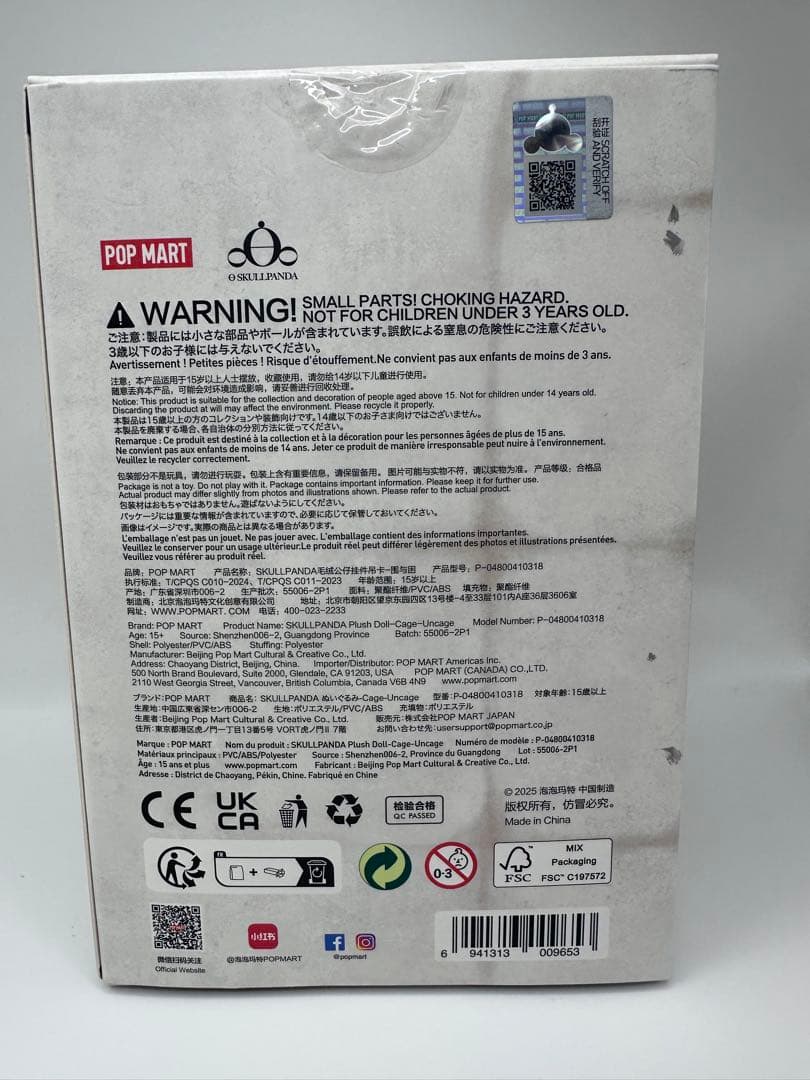 开证 SCRATCH OFF
刮验 AND VERIFY
POP MART
SKULLPANDA
WARNING! SMALL PARTS! CHOKING HAZARD.
NOT FOR CHILDREN UNDER 3 YEARS OLD.
ご注意:製品には小さな部品やボールが含まれています。誤飲による窒息の危険性にご注意ください。
3歳以下のお子様には与えないでください。
Avertissement ! Petites pièces ! Risque d'étouffement.Ne convient pas aux enfants de moins de 3 ans.
注意：本产品适用于15岁以上人士摆放，收藏使用，请勿给14岁以下儿童进行使用。
随意丢弃本产品，可能会对环境造成影响，请妥善进行回收处理。
Notice: This product is suitable for the collection and decoration of people aged above 15. Not for children under 14 years old.
Discarding the product at will may affect the environment. Please recycle it properly.
本製品は15歳以上の方のコレクションや装飾向けです。14歳以下のお子さま向けではございません。
本製品を廃棄する場合、各自治体の分別方法に従ってください。
Remarque : Ce produit est destiné à la collection et à la décoration pour les personnes âgées de plus de 15 ans.
Ne convient pas aux enfants de moins de 14 ans. Jeter ce produit de manière irresponsable peut nuire à l'environnement.
Veuillez le recycler correctement.
包装部分不是玩具，请勿进行玩耍。包装上含有重要信息，请保留备用。 图片可能与实物不符，请以实物为准。 产品等级：合格品
Package is not a toy. Do not play with it. Package contains important information. Please keep it for further use.
Actual product may differ slightly from photos and illustrations shown. Please refer to the actual product.
包装材はおもちゃではありません。遊ばないようにしてください。
パッケージには重要な情報が含まれていますので、必要に応じて保管しておいてください。
画像はイメージです。実際の商品とは異なる場合があります。
L'emballage n'est pas un jouet. Ne pas jouer avec. L'emballage contient des informations importantes.
Veuillez le conserver pour un usage ultérieur.Le produit réel peut différer légèrement des photos et illustrations présentées.
Veuillez vous référer au produit réel.
品牌：POP MART 产品名称：SKULLPANDA毛绒公仔挂件吊卡-围与困 产品型号：P-04800410318
执行标准：T/CPQS C010-2024、T/CPQS C011-2023 年龄范围：15岁以上
产地：广东省深圳市006-2 生产批次：55006-2P1 面料：聚酯纤维/PVC/ABS 填充物：聚酯纤维
制造商：北京泡泡玛特文化创意有限公司 地址：北京市朝阳区望京东园四区13号楼-4至33层101内A座36层3606室
网址：WWW.POPMART.COM 电话：400-023-2233
Brand: POP MART Product Name: SKULLPANDA Plush Doll-Cage-Uncage Model Number: P-04800410318
Age: 15+ Source: Shenzhen006-2, Guangdong Province Batch: 55006-2P1
Shell: Polyester/PVC/ABS Stuffing: Polyester
Manufacturer: Beijing Pop Mart Cultural & Creative Co., Ltd.
Address: Chaoyang District, Beijing, China. Importer/Distributor: POP MART Americas Inc.
500 North Brand Boulevard, Suite 2000, Glendale, CA 91203, USA POP MART (CANADA) CO.,LTD.
2110 West Georgia Street, Vancouver, British Columbia, Canada V6B 4N9 www.popmart.com
ブランド:POP MART 商品名: SKULLPANDA ぬいぐるみ-Cage-Uncage 型番: P-04800410318 対象年齢:15歳以上
生産地:中国広東省深セン市006-2 生地:ポリエステル/PVC/ABS 充填物:ポリエステル
生産者:Beijing Pop Mart Cultural & Creative Co., Ltd. 販売元:株式会社POP MART JAPAN
住所:東京都港区虎ノ門一丁目13番5号 VORT虎ノ門II 7階 お問い合わせ先:usersupport@popmart.co.jp
Marque : POP MART Nom du produit : SKULLPANDA Plush Doll-Cage-Uncage Numéro de modèle : P-04800410318
Matériaux principaux : PVC/ABS/Polyester Source : Shenzhen006-2, Province du Guangdong Lot : 55006-2P1
Âge : 15 ans et plus www.popmart.com Fabricant : Beijing Pop Mart Cultural & Creative Co., Ltd.
Adresse : District de Chaoyang, Pékin, Chine. Fabriqué en Chine
CE UK CA
检验合格
QC PASSED
© 2025 泡泡玛特 中国制造
版权所有，仿冒必究。
Made in China
FR
+
0-3
FSC
MIX
Packaging
FSC™ C197572
微信扫码关注
Official Website
小红书
@泡泡玛特POPMART
@popmart
6 941313 009653